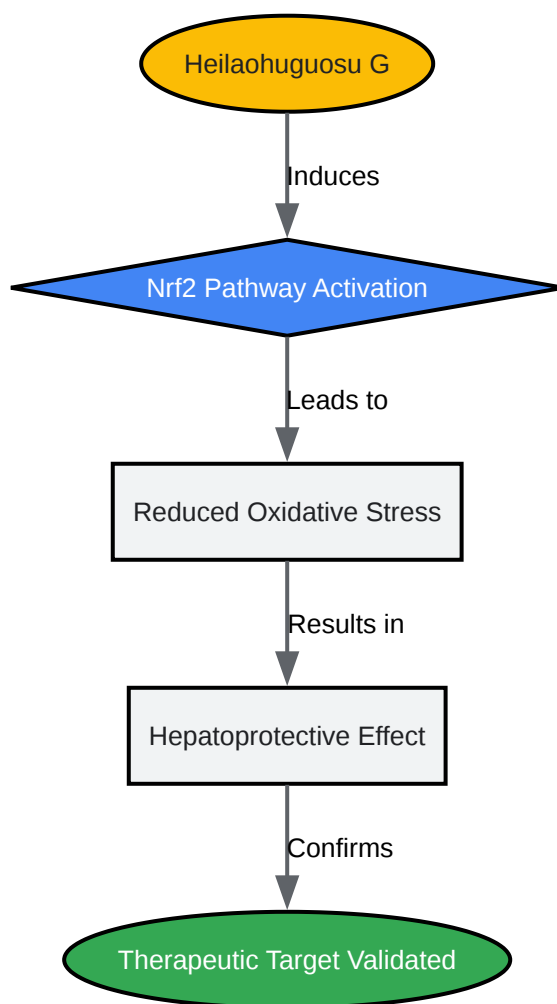 Heilaohuguosu G
Induces
Nrf2 Pathway Activation
Leads to
Reduced Oxidative Stress
Results in
Hepatoprotective Effect
Confirms
Therapeutic Target Validated